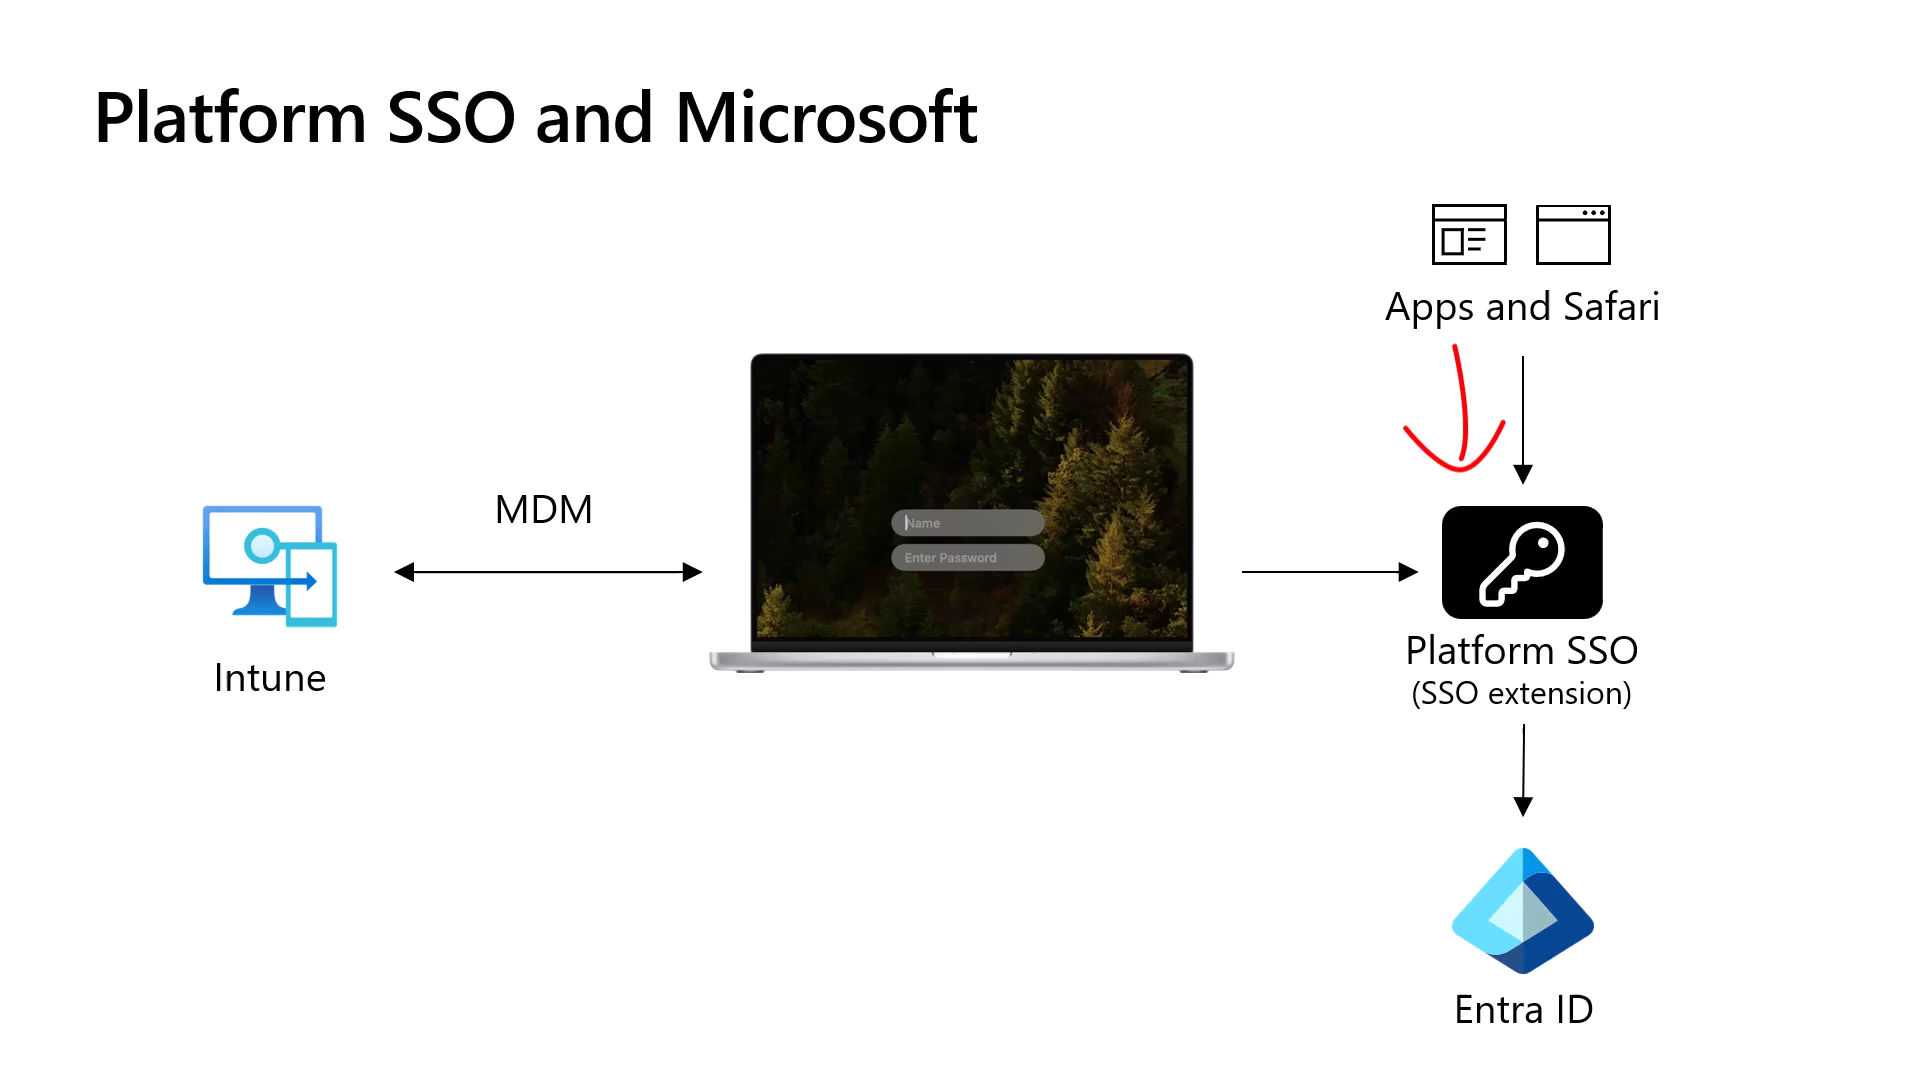 Platform SSO and Microsoft
Apps and Safari
MDM
Name
Enter Password
Intune
Platform SSO
(SSO extension)
Entra ID